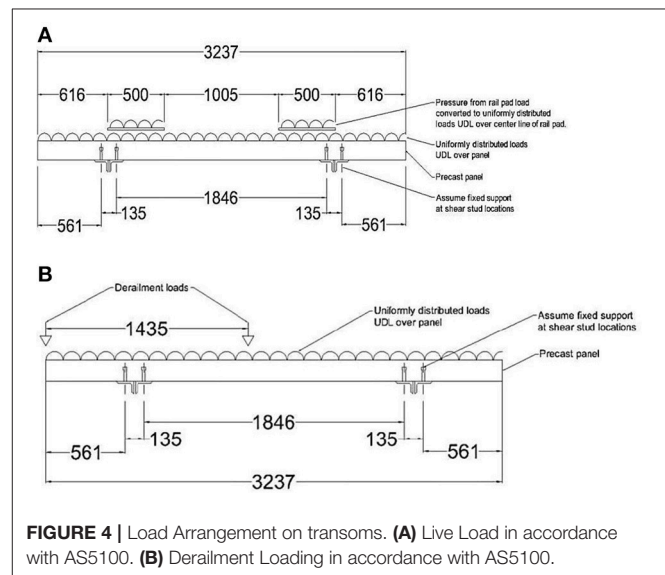 A
3237
616 500 1005 500 616
Pressure from rail pad load
converted to uniformly distributed
loads UDL over center line of rail pad.
Uniformly distributed loads
UDL over panel
Precast panel
1846
Assume fixed support
at shear stud locations
135 135
561 561
B
Derailment loads
1435
Uniformly distributed loads
UDL over panel
Assume fixed support
at shear stud locations
Precast panel
1846
135 135
561 561
3237
FIGURE 4 | Load Arrangement on transoms. (A) Live Load in accordance
with AS5100. (B) Derailment Loading in accordance with AS5100.